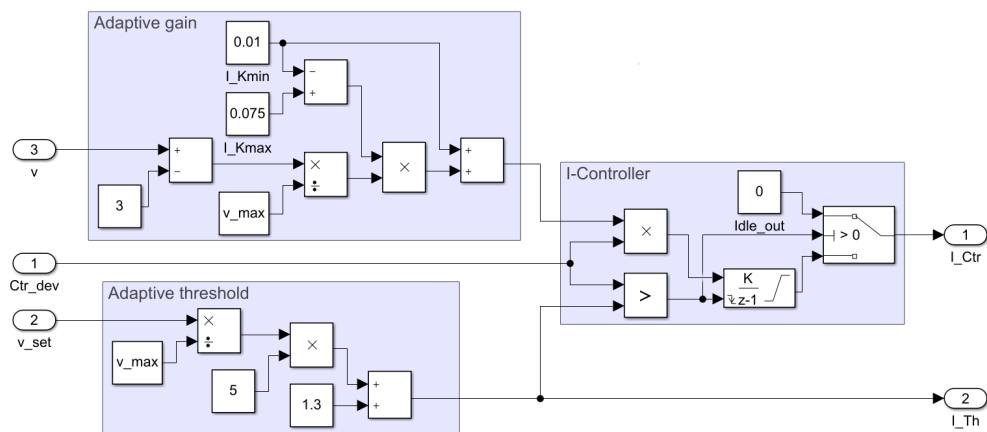 Adaptive gain
0.01
I_Kmin
−
+
0.075
I_Kmax
3
v
+
−
×
÷
×
+
+
3
v_max
I-Controller
0
Idle_out
×
> 0
1
I_Ctr
1
Ctr_dev
>
K
z-1
Adaptive threshold
2
v_set
×
÷
×
v_max
5
1.3
+
+
2
I_Th